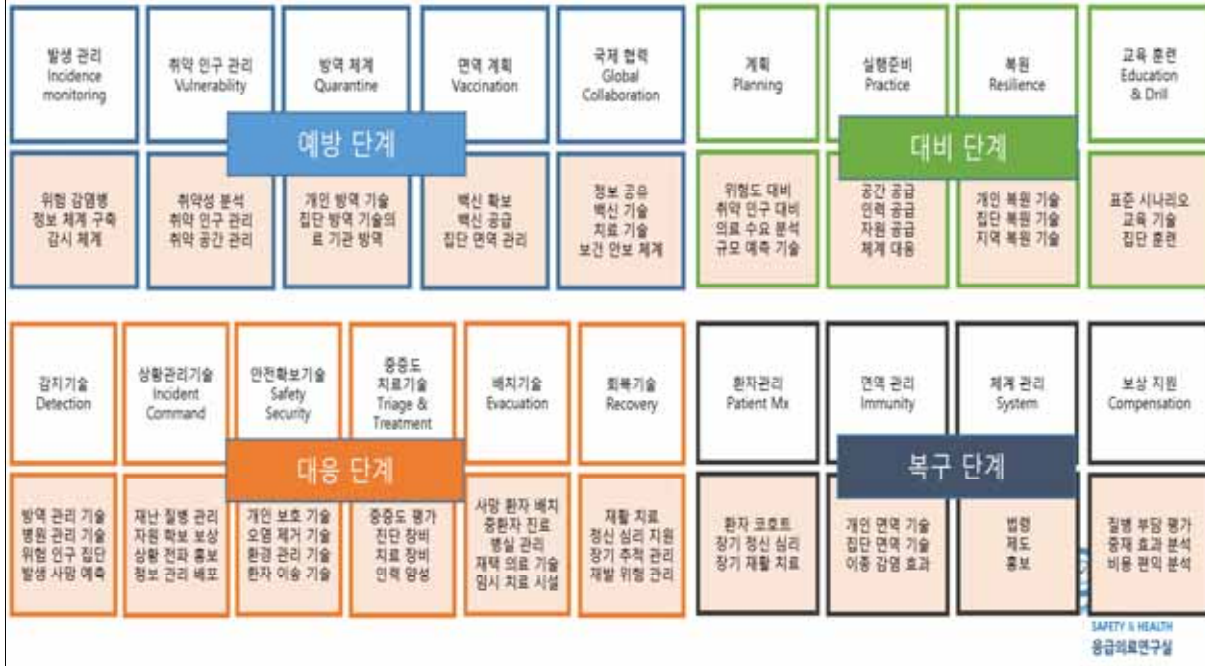 발생 관리
Incidence
monitoring
취약 인구 관리
Vulnerability
방역 체계
Quarantine
면역 계획
Vaccination
국제 협력
Global
Collaboration
예방 단계
위험 감염병
정보 체계 구축
감시 체계
취약성 분석
취약 인구 관리
취약 공간 관리
개인 방역 기술
집단 방역 기술의
료 기관 방역
백신 확보
백신 공급
집단 면역 관리
정보 공유
백신 기술
치료 기술
보건 안보 체계
계획
Planning
실행준비
Practice
복원
Resilience
교육 훈련
Education
& Drill
대비 단계
위험도 대비
취약 인구 대비
의료 수요 분석
규모 예측 기술
공간 공급
인력 공급
자원 공급
체계 대응
개인 복원 기술
집단 복원 기술
지역 복원 기술
표준 시나리오
교육 기술
집단 훈련
감지기술
Detection
상황관리기술
Incident
Command
안전확보기술
Safety
Security
중증도
치료기술
Triage &
Treatment
배치기술
Evacuation
회복기술
Recovery
대응 단계
방역 관리 기술
병원 관리 기술
위험 인구 집단
발생 사망 예측
재난 질병 관리
자원 학보 보상
상황 전파 홍보
정보 관리 배포
개인 보호 기술
오염 제거 기술
환경 관리 기술
환자 이송 기술
중증도 평가
진단 장비
치료 장비
인력 양성
사망 환자 배치
중환자 진료
병실 관리
재택 의료 기술
임시 치료 시설
재활 치료
정신 심리 지원
장기 추적 관리
재발 위험 관리
환자관리
Patient Mx
면역 관리
Immunity
체계 관리
System
보상 지원
Compensation
복구 단계
환자 코호트
장기 정신 심리
장기 재활 치료
개인 면역 기술
집단 면역 기술
이종 감염 효과
법령
제도
홍보
질병 부담 평가
중재 효과 분석
비용 편익 분석
SAFETY & HEALTH
응급의료연구실